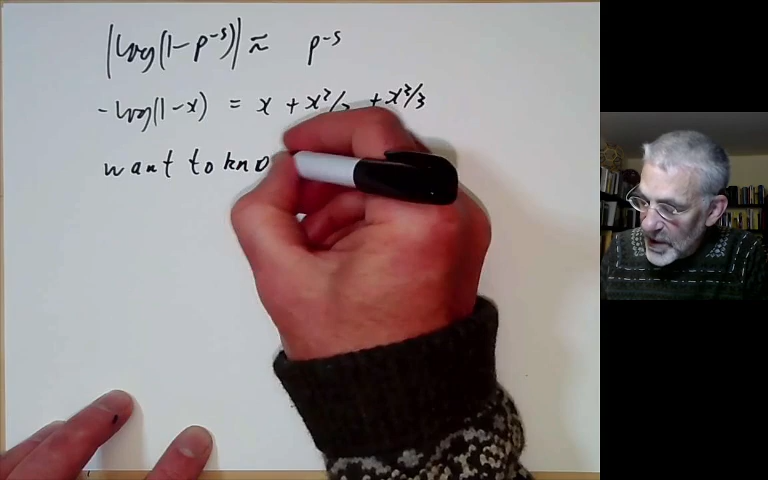 |log(1-p^{-s})| ≈ p^{-s}
-log(1-x) = x + x²/2 + x³/3
want to kno